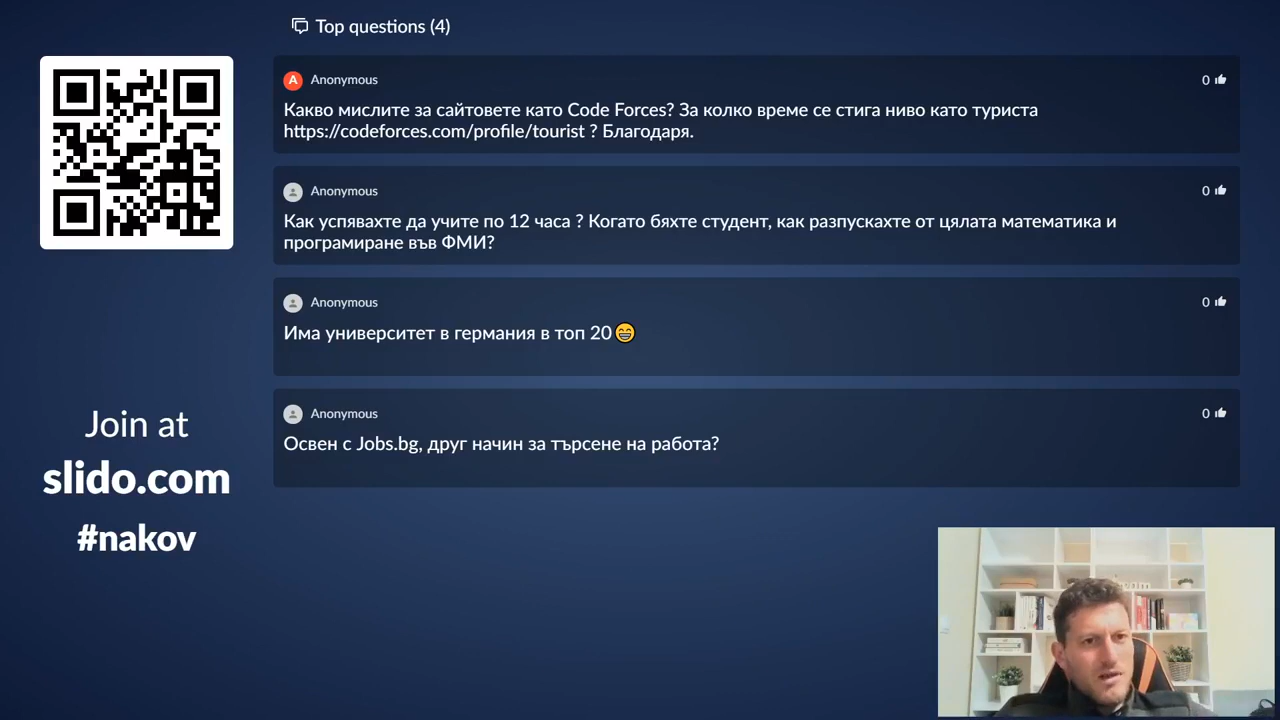 Top questions (4)
A Anonymous 0
Какво мислите за сайтовете като Code Forces? За колко време се стига ниво като туриста
https://codeforces.com/profile/tourist ? Благодаря.
Anonymous 0
Как успявахте да учите по 12 часа ? Когато бяхте студент, как разпускахте от цялата математика и
програмиране във ФМИ?
Anonymous 0
Има университет в германия в топ 20😁
Anonymous 0
Освен с Jobs.bg, друг начин за търсене на работа?
Join at
slido.com
#nakov